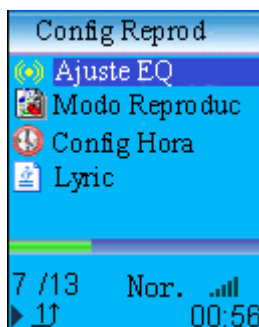 Config Reprod
Ajuste EQ
Modo Reproduc
Config Hora
Lyric
7 /13 Nor.
00:56